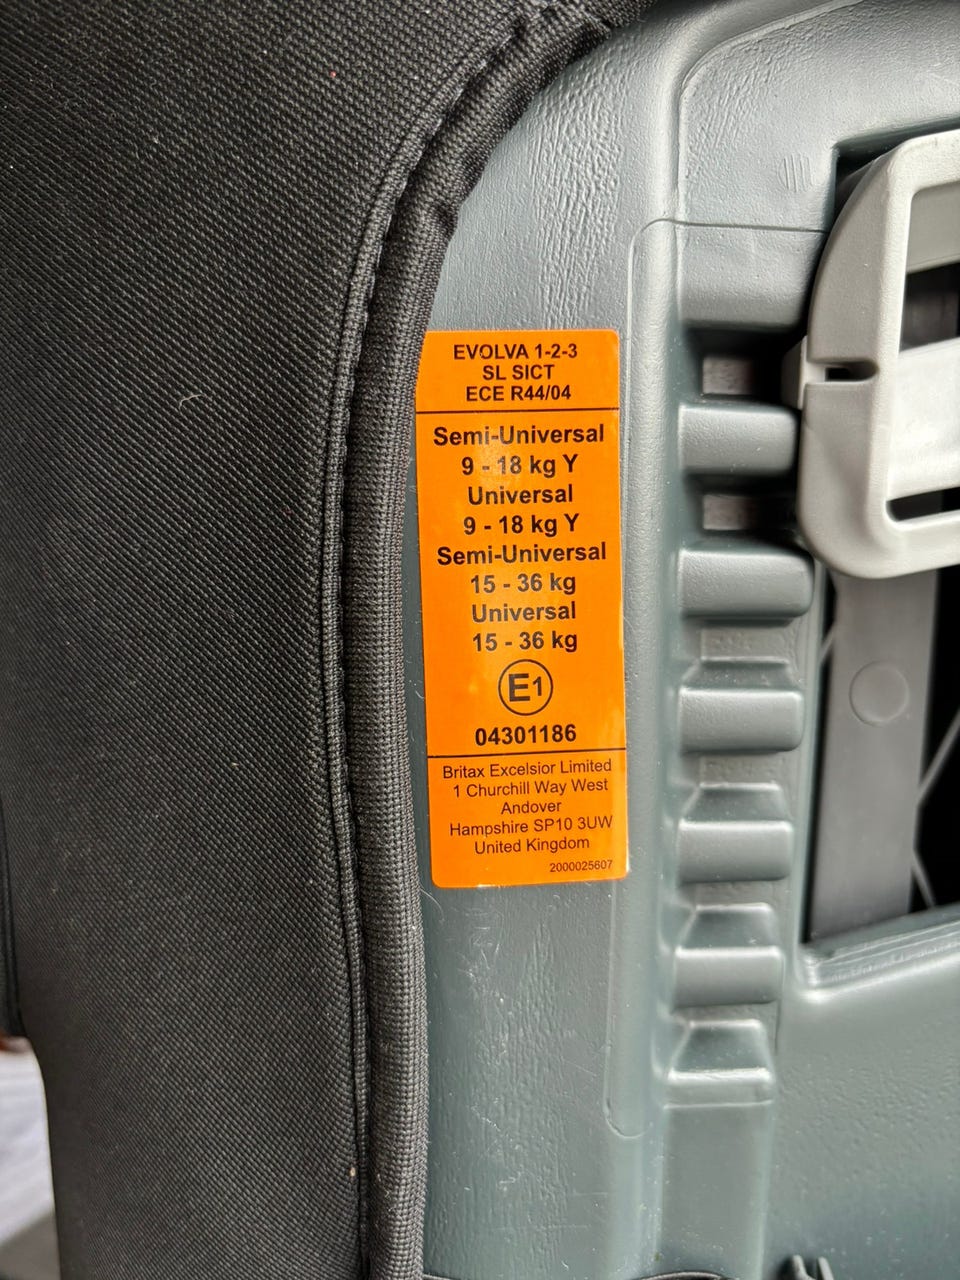 EVOLVA 1-2-3
SL SICT
ECE R44/04
Semi-Universal
9 - 18 kg Y
Universal
9 - 18 kg Y
Semi-Universal
15 - 36 kg
Universal
15 - 36 kg
E1
04301186
Britax Excelsior Limited
1 Churchill Way West
Andover
Hampshire SP10 3UW
United Kingdom
2000025607